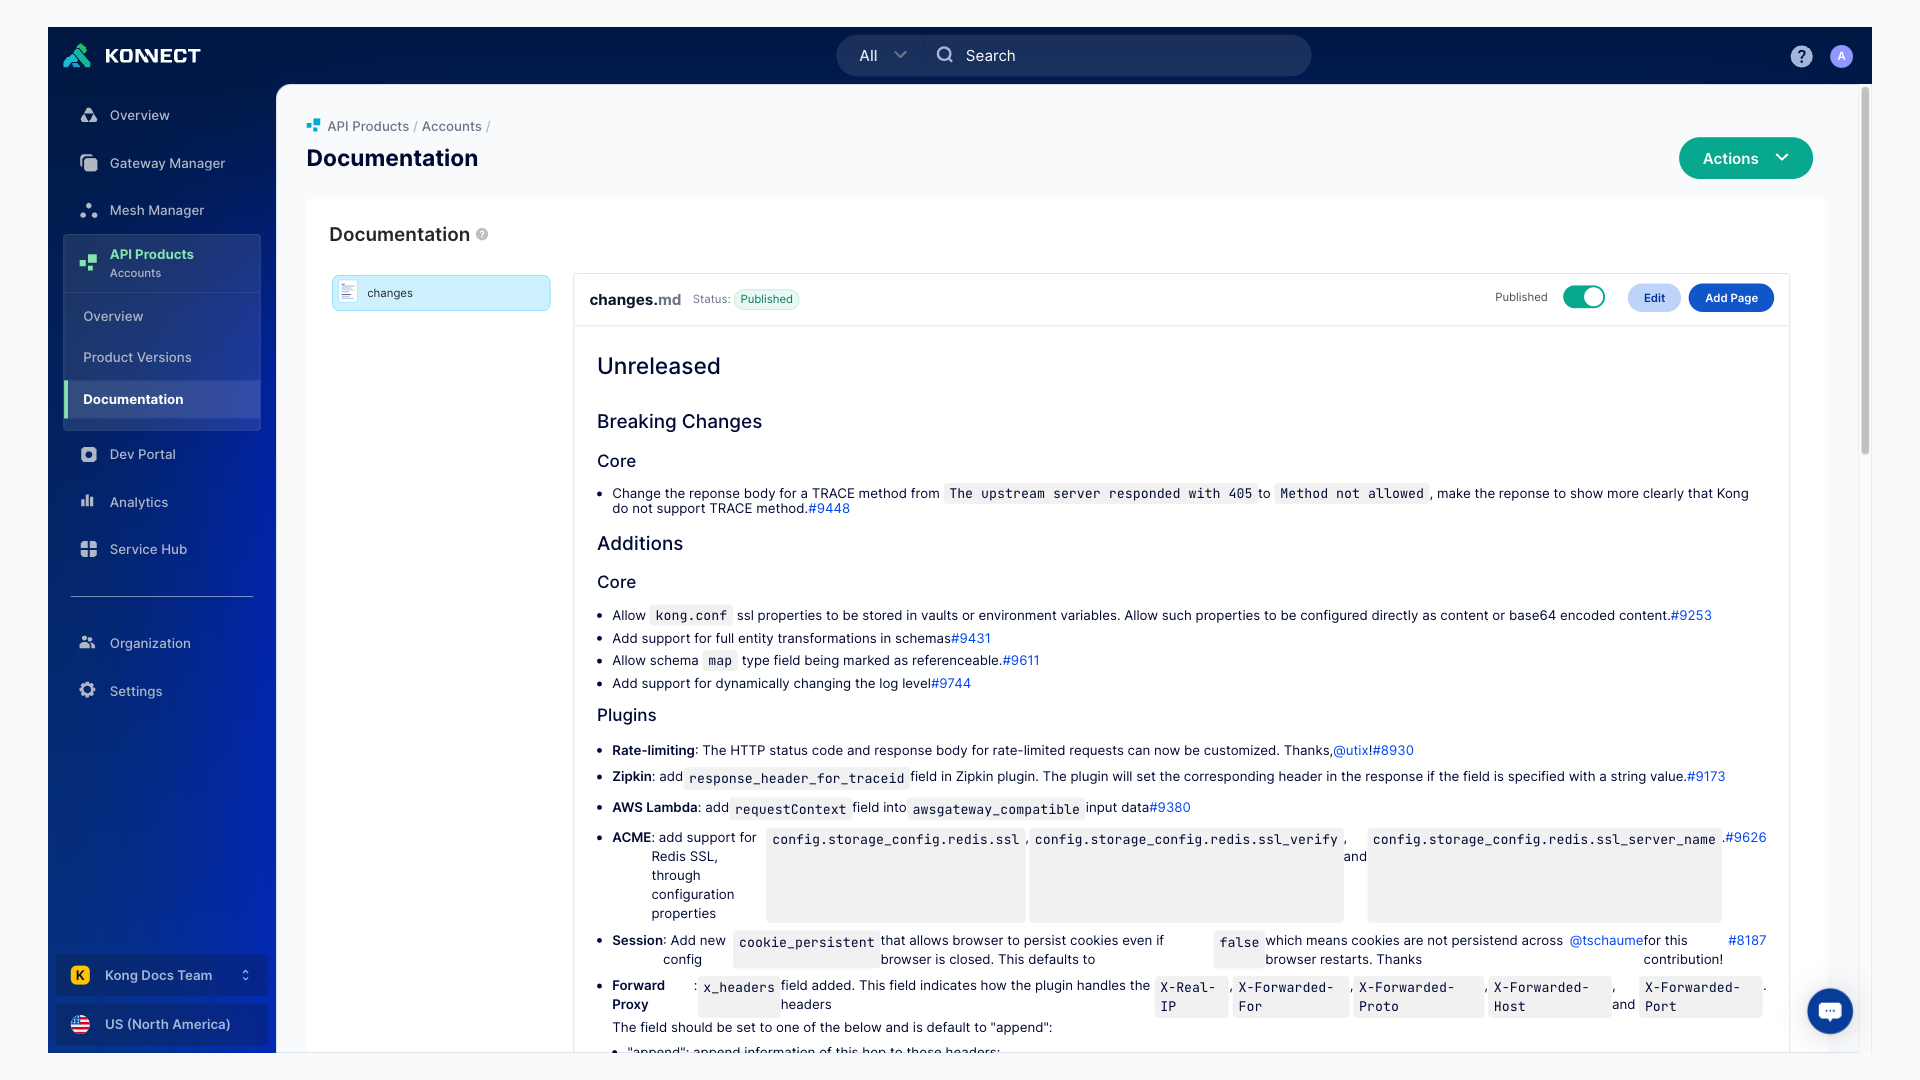 KONNECT
All
Search
?
A
Overview
Gateway Manager
Mesh Manager
API Products
Accounts
Overview
Product Versions
Documentation
Dev Portal
Analytics
Service Hub
Organization
Settings
K Kong Docs Team
US (North America)
API Products / Accounts /
Documentation
Actions
Documentation ?
changes
changes.md Status: Published
Published Edit Add Page
Unreleased
Breaking Changes
Core
Change the reponse body for a TRACE method from The upstream server responded with 405 to Method not allowed , make the reponse to show more clearly that Kong
do not support TRACE method.#9448
Additions
Core
Allow kong.conf ssl properties to be stored in vaults or environment variables. Allow such properties to be configured directly as content or base64 encoded content.#9253
Add support for full entity transformations in schemas#9431
Allow schema map type field being marked as referenceable.#9611
Add support for dynamically changing the log level#9744
Plugins
Rate-limiting: The HTTP status code and response body for rate-limited requests can now be customized. Thanks,@utix!#8930
Zipkin: add response_header_for_traceid field in Zipkin plugin. The plugin will set the corresponding header in the response if the field is specified with a string value.#9173
AWS Lambda: add requestContext field into awsgateway_compatible input data#9380
ACME: add support for
Redis SSL,
through
configuration
properties
config.storage_config.redis.ssl , config.storage_config.redis.ssl_verify ,
and
config.storage_config.redis.ssl_server_name .#9626
Session: Add new
config
cookie_persistent
that allows browser to persist cookies even if
browser is closed. This defaults to
false
which means cookies are not persistend across
browser restarts. Thanks
@tschaume
for this
contribution!
#8187
Forward
Proxy
: x_headers
field added. This field indicates how the plugin handles the
headers
X-Real-
IP
,
X-Forwarded-
For
,
X-Forwarded-
Proto
,
X-Forwarded-
Host
,
and
X-Forwarded-
Port
.
The field should be set to one of the below and is default to "append":
"append": append information of this hop to those headers;